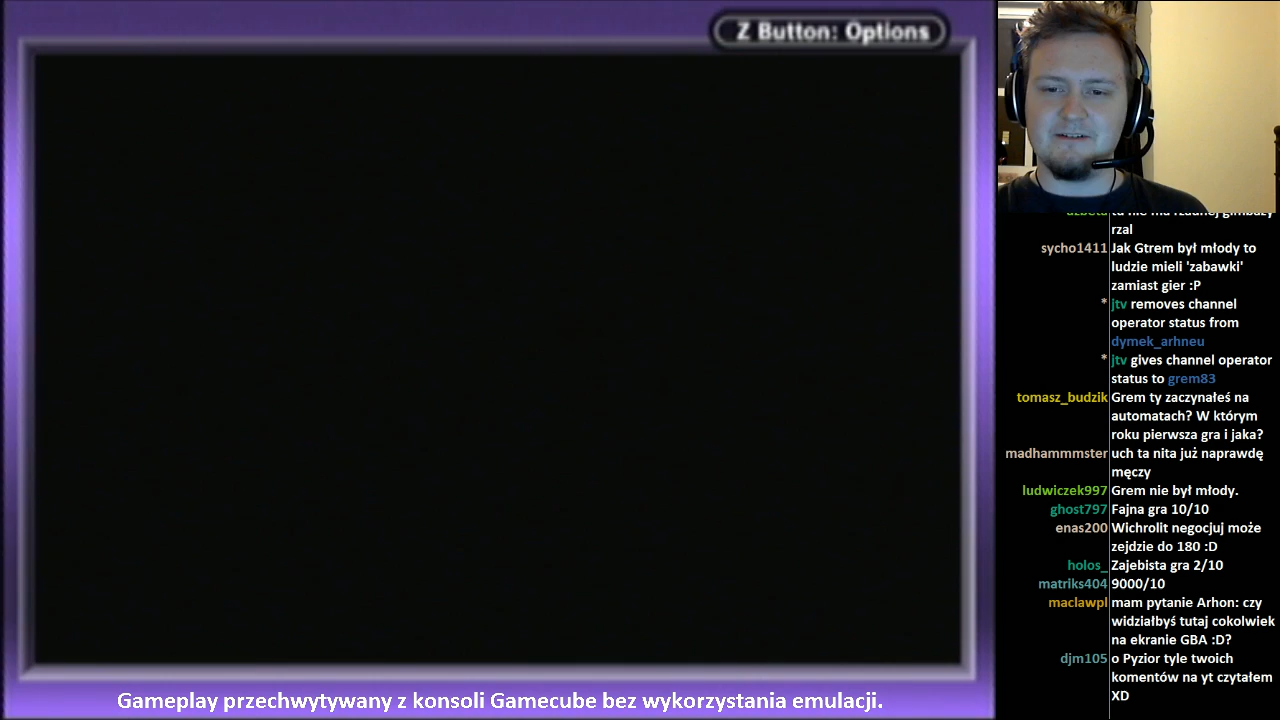 Z Button: Options
rzal
sycho1411 Jak Gtrem był młody to
ludzie mieli 'zabawki'
zamiast gier :P
* jtv removes channel
operator status from
dymek_arhneu
* jtv gives channel operator
status to grem83
tomasz_budzik Grem ty zaczynałeś na
automatach? W którym
roku pierwsza gra i jaka?
madhammmster uch ta nita już naprawdę
męczy
ludwiczek997 Grem nie był młody.
ghost797 Fajna gra 10/10
enas200 Wichrolit negocjuj może
zejdzie do 180 :D
holos_ Zajebista gra 2/10
matriks404 9000/10
maclawpl mam pytanie Arhon: czy
widziałbyś tutaj cokolwiek
na ekranie GBA :D?
djm105 o Pyzior tyle twoich
komentów na yt czytałem
XD
Gameplay przechwytywany z konsoli Gamecube bez wykorzystania emulacji.